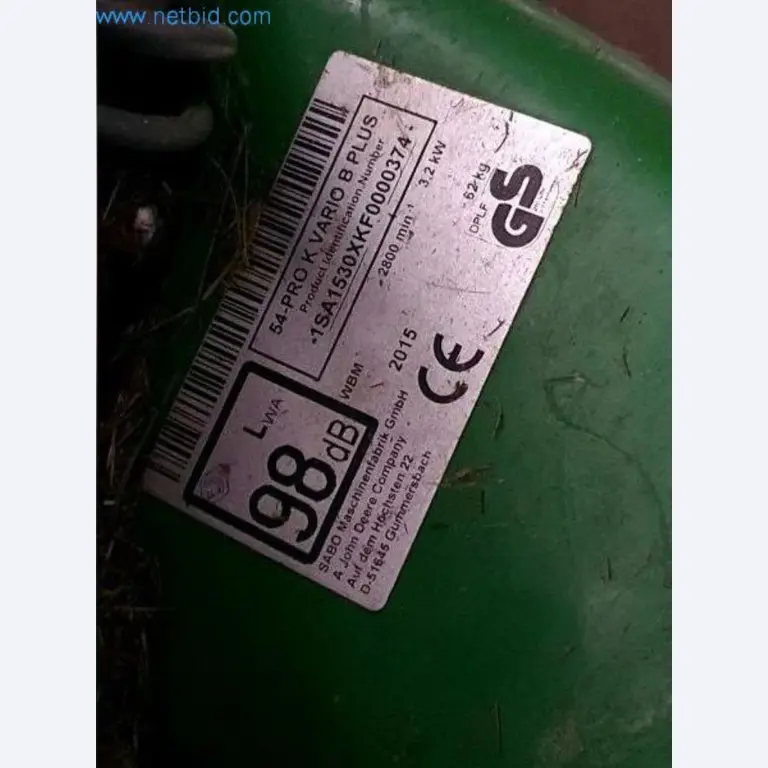 www.netbid.com
54-PRO K VARIO B PLUS
Product Identification Number
*1SA1530XKF0000374*
2800 min-1 3.2 kW
62 kg
DPLF
GS
LWA
98 dB
WBM 2015
CE
SABO Maschinenfabrik GmbH
A John Deere Company
Auf dem Höchsten 22
D-51645 Gummersbach